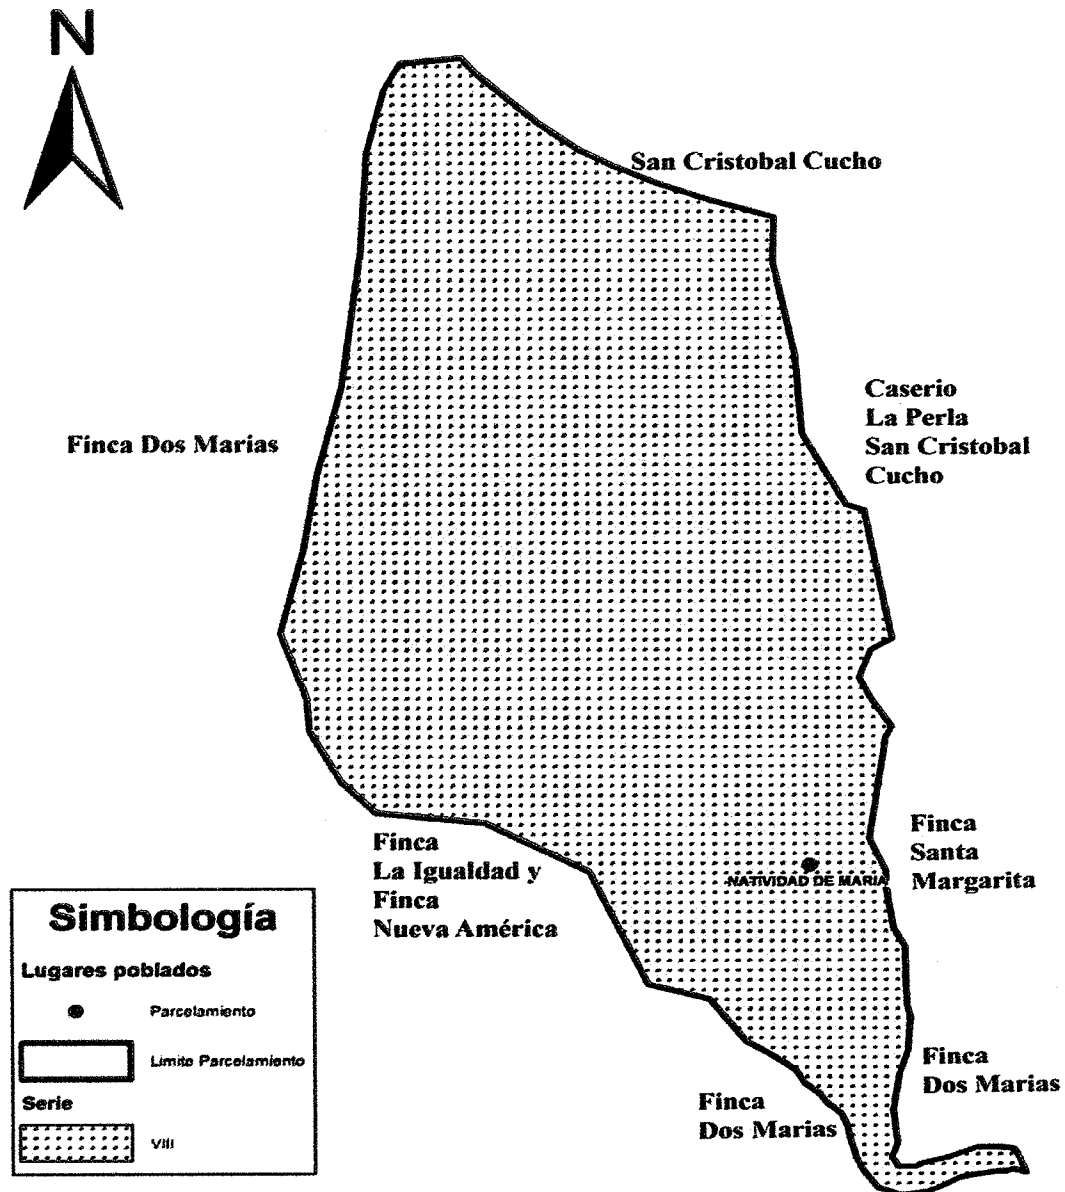 N
San Cristobal Cucho
Caserio
La Perla
San Cristobal
Cucho
Finca Dos Marias
Finca
Santa
Margarita
NATIVIDAD DE MARIA
Finca
La Igualdad y
Finca
Nueva América
Finca
Dos Marias
Finca
Dos Marias
Simbología
Lugares poblados
Parcelamiento
Limite Parcelamiento
Serie
VIII